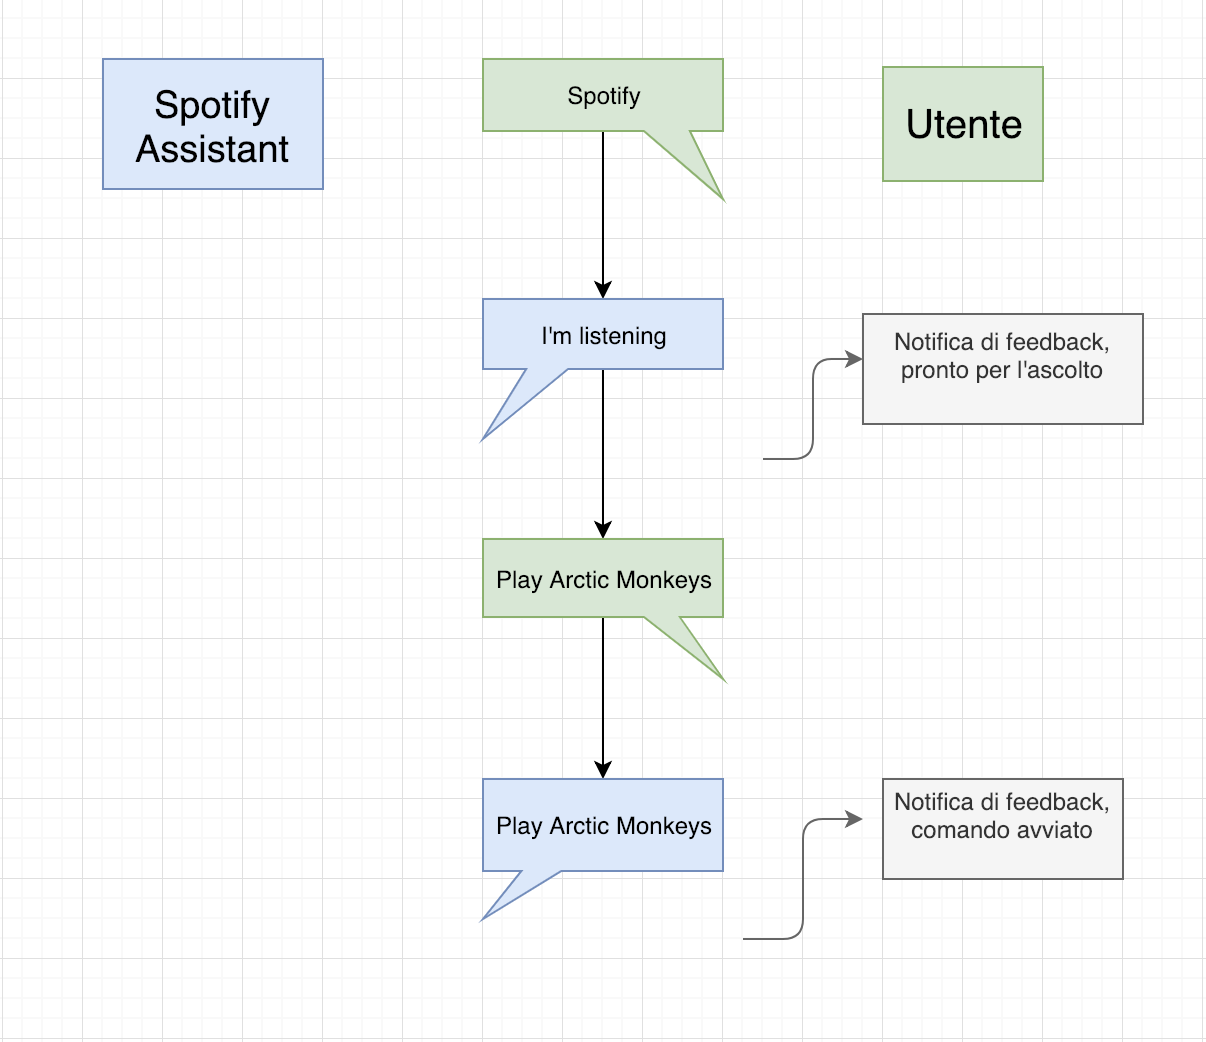 Spotify
Assistant
Spotify
Utente
I'm listening
Notifica di feedback,
pronto per l'ascolto
Play Arctic Monkeys
Play Arctic Monkeys
Notifica di feedback,
comando avviato